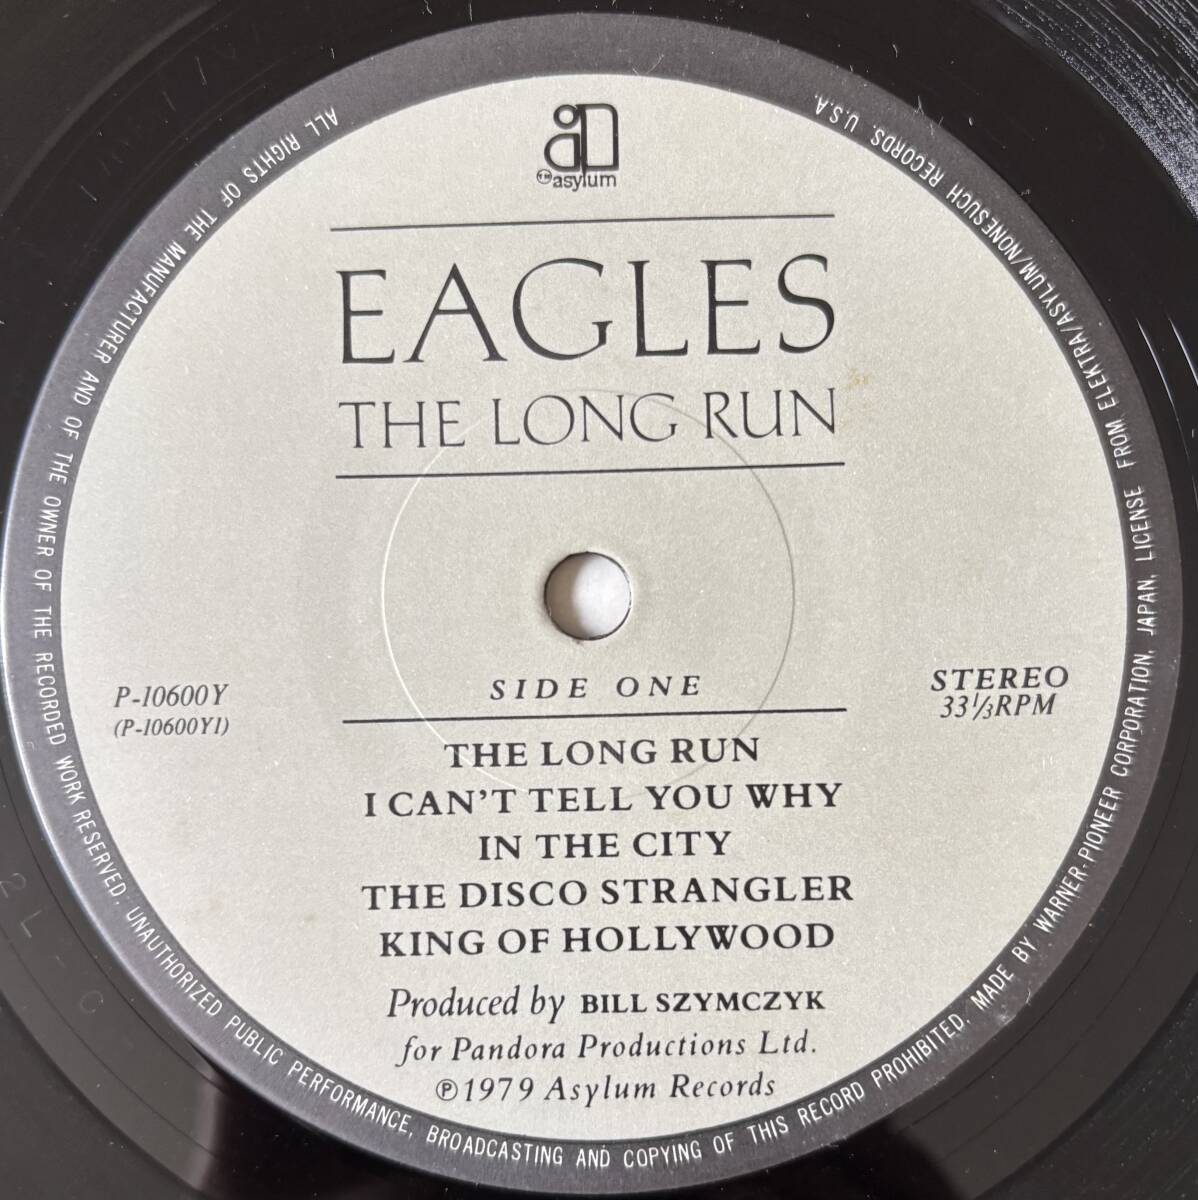 asylum
EAGLES
THE LONG RUN
SIDE ONE
P-10600Y
(P-10600Y1)
STEREO
33⅓RPM
THE LONG RUN
I CAN'T TELL YOU WHY
IN THE CITY
THE DISCO STRANGLER
KING OF HOLLYWOOD
Produced by BILL SZYMCZYK
for Pandora Productions Ltd.
℗1979 Asylum Records
ALL RIGHTS OF THE MANUFACTURER AND OF THE OWNER OF THE RECORDED WORK RESERVED. UNAUTHORIZED PUBLIC PERFORMANCE, BROADCASTING AND COPYING OF THIS RECORD PROHIBITED. MADE BY WARNER-PIONEER CORPORATION, JAPAN, LICENSE FROM ELEKTRA/ASYLUM/NONESUCH RECORDS, U.S.A.